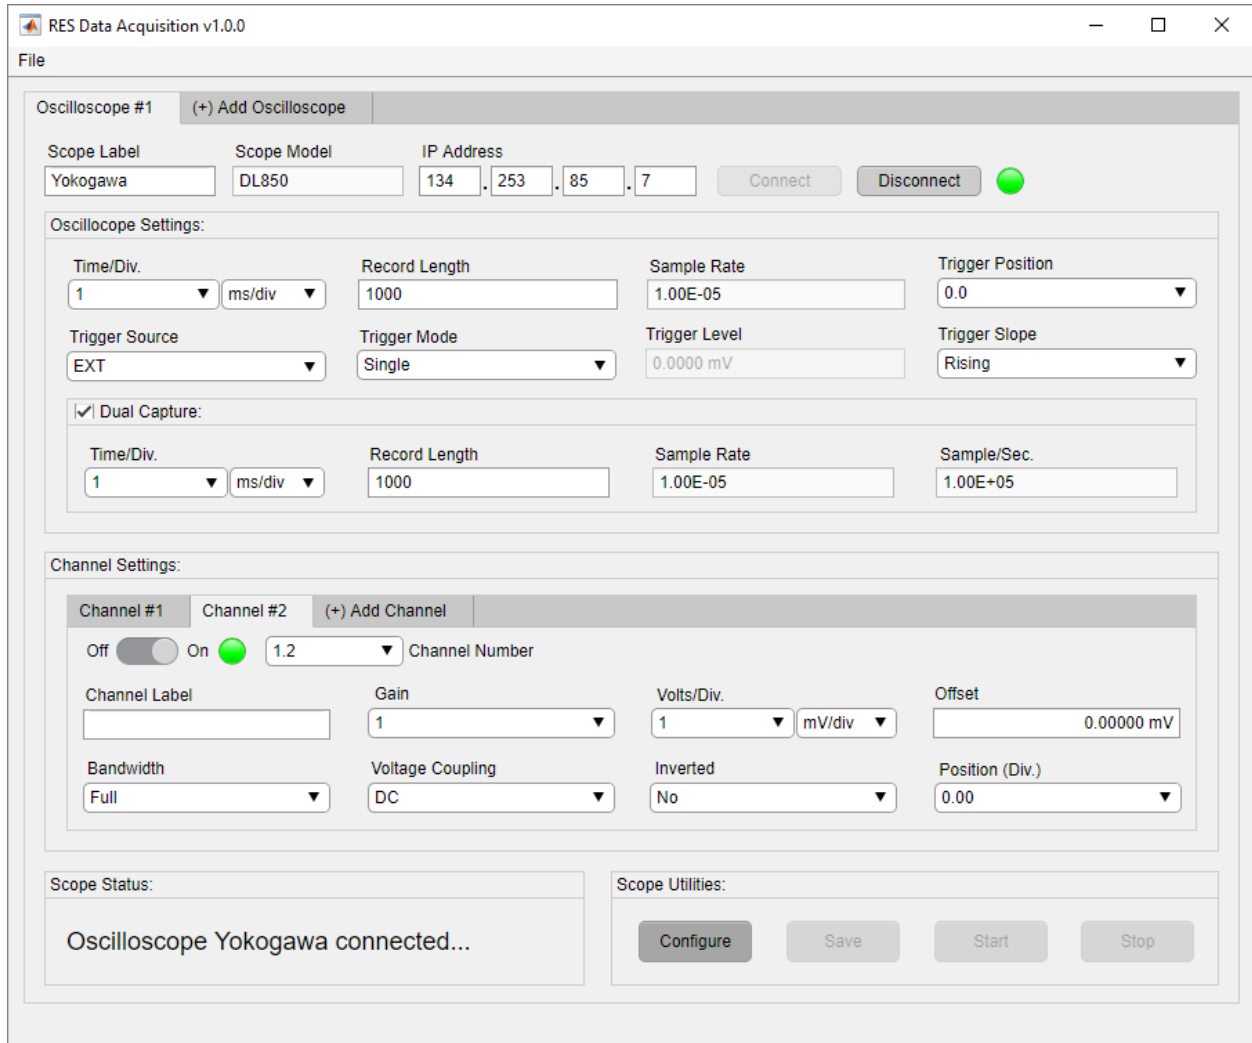 RES Data Acquisition v1.0.0
File
Oscilloscope #1 (+) Add Oscilloscope
Scope Label Scope Model IP Address
Yokogawa DL850 134 . 253 . 85 . 7 Connect Disconnect
Oscillocope Settings:
Time/Div. Record Length Sample Rate Trigger Position
1 ms/div 1000 1.00E-05 0.0
Trigger Source Trigger Mode Trigger Level Trigger Slope
EXT Single 0.0000 mV Rising
Dual Capture:
Time/Div. Record Length Sample Rate Sample/Sec.
1 ms/div 1000 1.00E-05 1.00E+05
Channel Settings:
Channel #1 Channel #2 (+) Add Channel
Off On 1.2 Channel Number
Channel Label Gain Volts/Div. Offset
1 1 mV/div 0.00000 mV
Bandwidth Voltage Coupling Inverted Position (Div.)
Full DC No 0.00
Scope Status: Scope Utilities:
Oscilloscope Yokogawa connected... Configure Save Start Stop